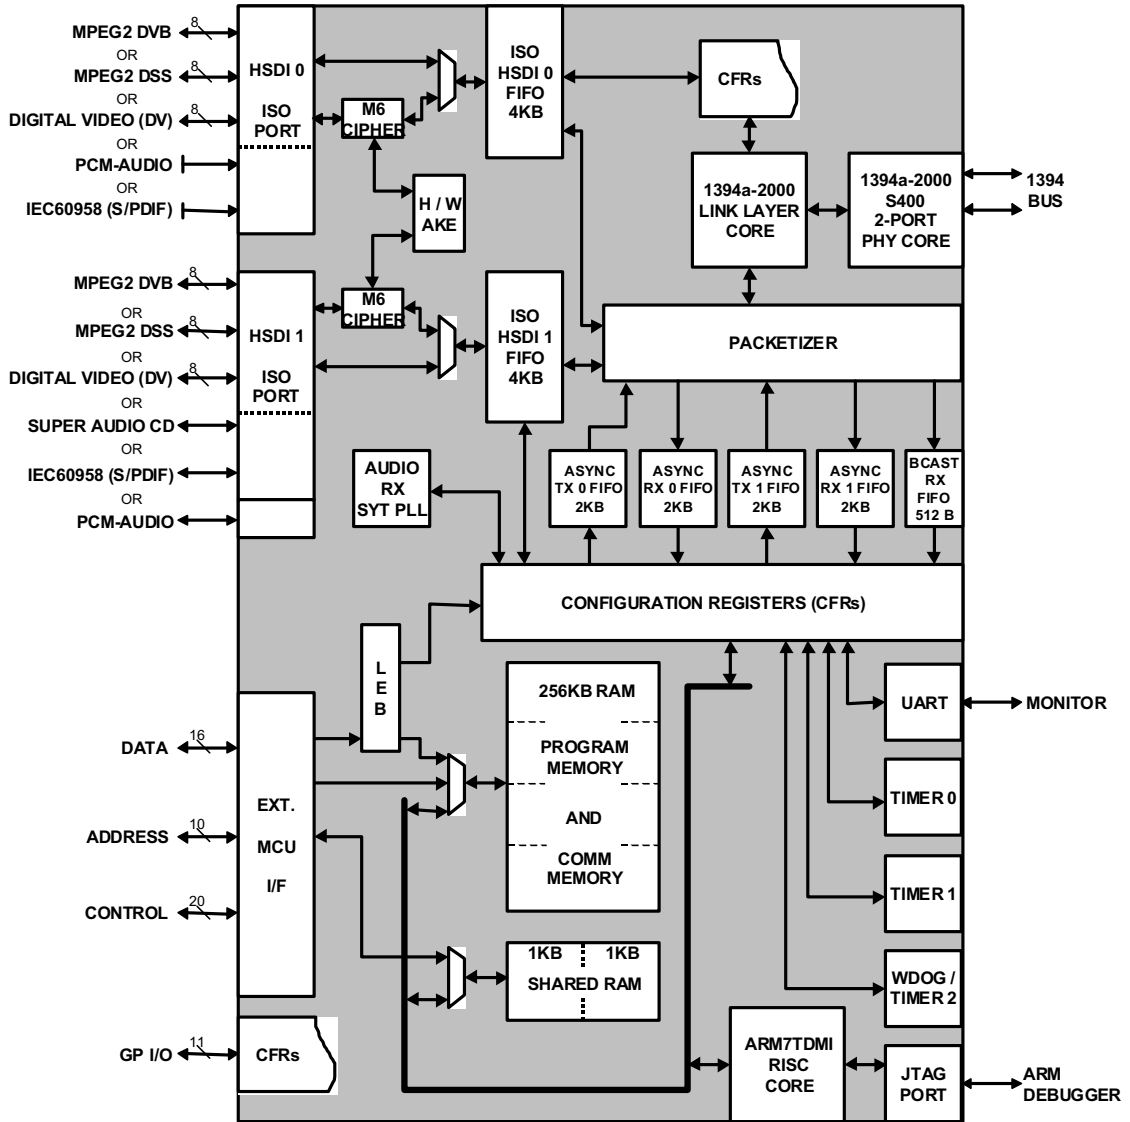 MPEG2 DVB
8
OR
MPEG2 DSS
8
OR
DIGITAL VIDEO (DV)
8
OR
PCM-AUDIO
OR
IEC60958 (S/PDIF)
HSDI 0
ISO
PORT
M6
CIPHER
H / W
AKE
ISO
HSDI 0
FIFO
4KB
CFRs
1394a-2000
LINK LAYER
CORE
1394a-2000
S400
2-PORT
PHY CORE
1394
BUS
MPEG2 DVB
8
OR
MPEG2 DSS
8
OR
DIGITAL VIDEO (DV)
8
OR
SUPER AUDIO CD
OR
IEC60958 (S/PDIF)
OR
PCM-AUDIO
HSDI 1
ISO
PORT
M6
CIPHER
ISO
HSDI 1
FIFO
4KB
PACKETIZER
AUDIO
RX
SYT PLL
ASYNC
TX 0 FIFO
2KB
ASYNC
RX 0 FIFO
2KB
ASYNC
TX 1 FIFO
2KB
ASYNC
RX 1 FIFO
2KB
BCAST
RX
FIFO
512 B
CONFIGURATION REGISTERS (CFRs)
L
E
B
256KB RAM
PROGRAM
MEMORY
AND
COMM
MEMORY
UART
MONITOR
TIMER 0
TIMER 1
WDOG /
TIMER 2
DATA
16
ADDRESS
10
CONTROL
20
EXT.
MCU
I/F
1KB
1KB
SHARED RAM
GP I/O
11
CFRs
ARM7TDMI
RISC
CORE
JTAG
PORT
ARM
DEBUGGER